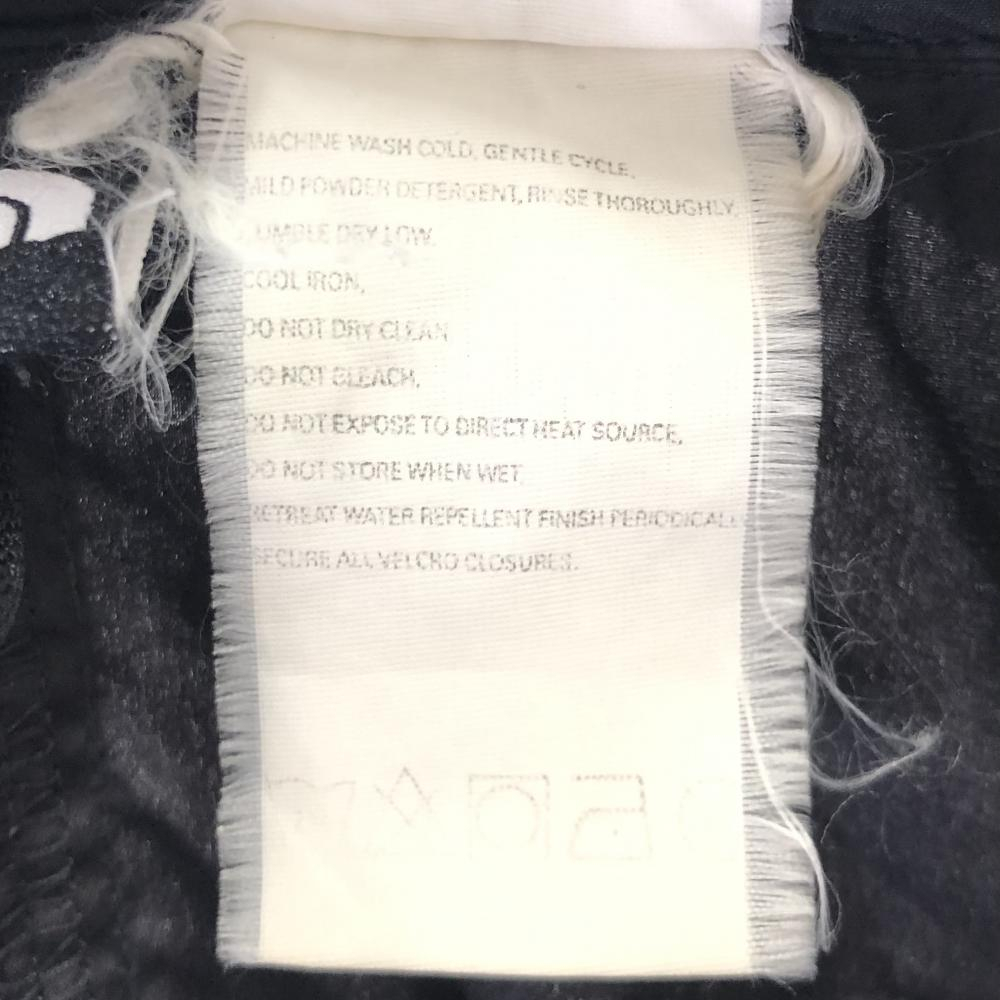 MACHINE WASH COLD, GENTLE CYCLE.
MILD POWDER DETERGENT, RINSE THOROUGHLY.
TUMBLE DRY LOW.
COOL IRON,
DO NOT DRY CLEAN
DO NOT BLEACH.
DO NOT EXPOSE TO DIRECT HEAT SOURCE,
DO NOT STORE WHEN WET
RETREAT WATER REPELLENT FINISH PERIODICALLY
SECURE ALL VELCRO CLOSURES.